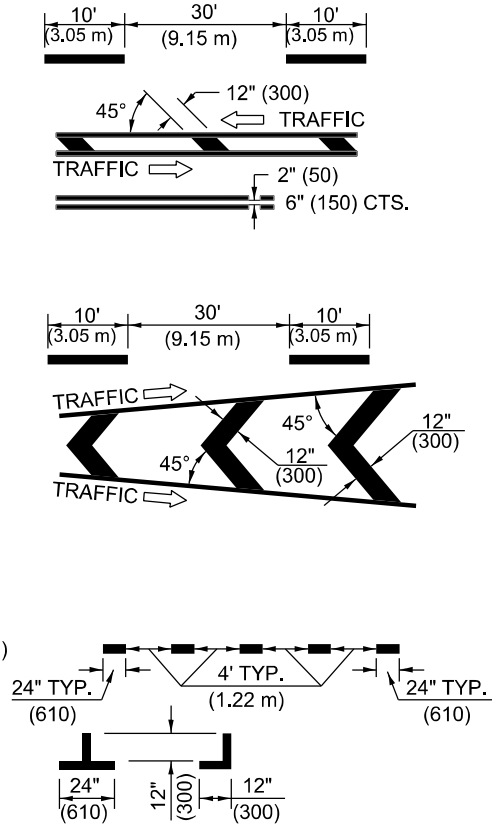 10' 30' 10'
(3.05 m) (9.15 m) (3.05 m)
12" (300)
45°
TRAFFIC
TRAFFIC
2" (50)
6" (150) CTS.
10' 30' 10'
(3.05 m) (9.15 m) (3.05 m)
TRAFFIC
45°
12"
(300)
12"
(300)
45°
TRAFFIC
)
24" TYP. 4' TYP. 24" TYP.
(610) (1.22 m) (610)
24"
(610)
12"
(300)
12"
(300)